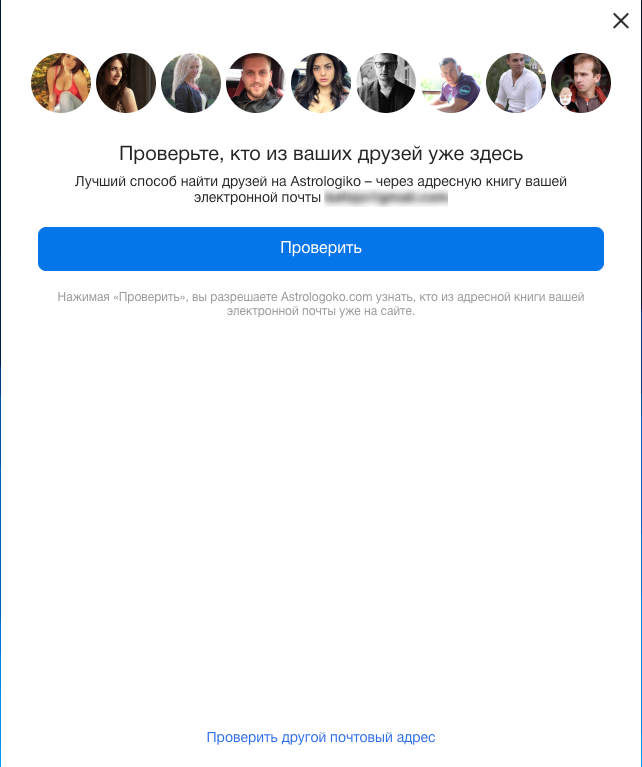 Проверьте, кто из ваших друзей уже здесь
Лучший способ найти друзей на Astrologiko – через адресную книгу вашей
электронной почты
Проверить
Нажимая «Проверить», вы разрешаете Astrologoko.com узнать, кто из адресной книги вашей
электронной почты уже на сайте.
Проверить другой почтовый адрес